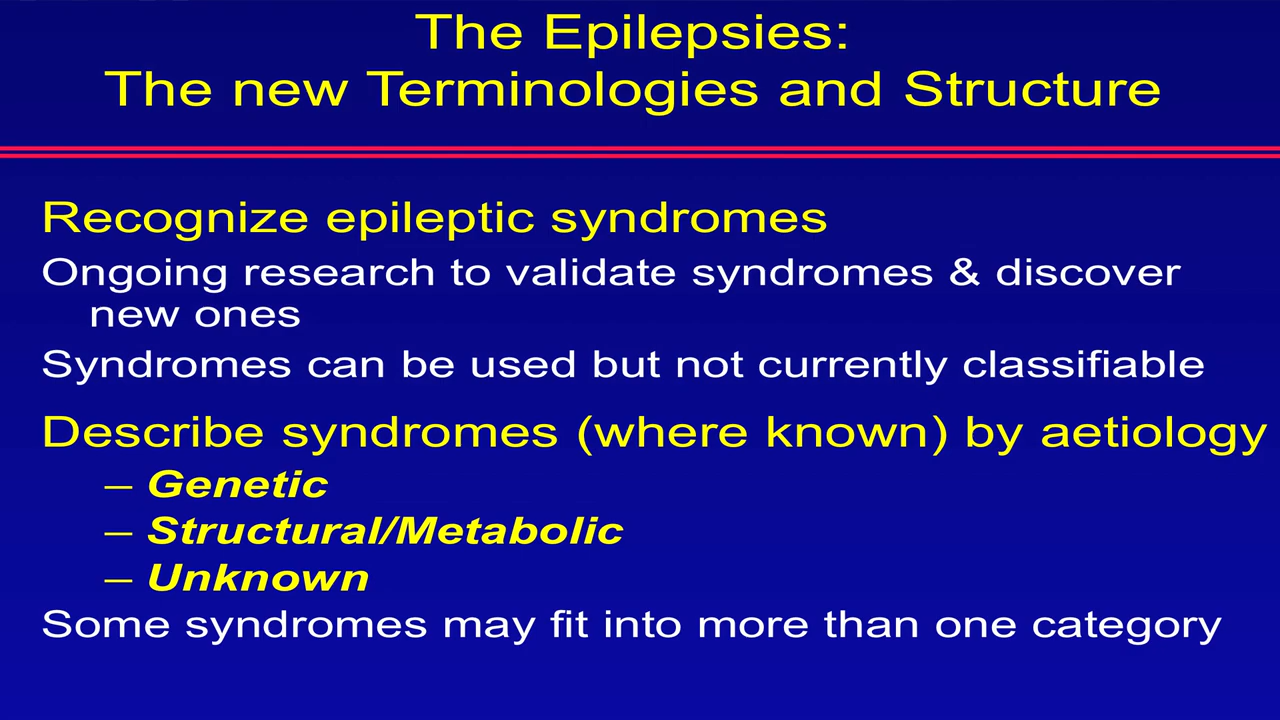 The Epilepsies:
The new Terminologies and Structure
Recognize epileptic syndromes
Ongoing research to validate syndromes & discover
new ones
Syndromes can be used but not currently classifiable
Describe syndromes (where known) by aetiology
– Genetic
– Structural/Metabolic
– Unknown
Some syndromes may fit into more than one category